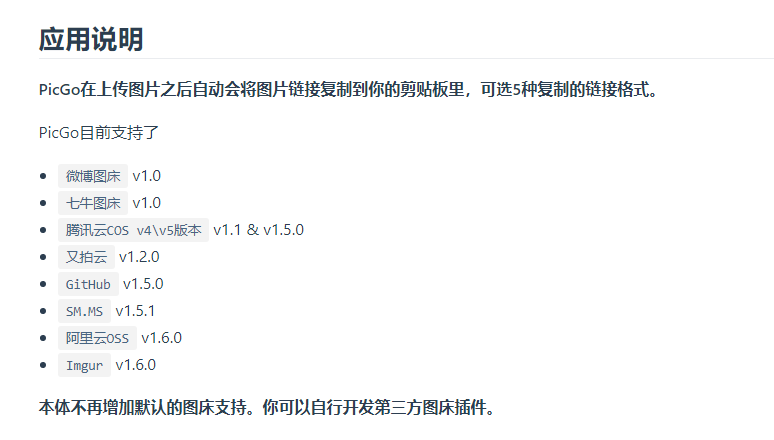 应用说明
PicGo在上传图片之后自动会将图片链接复制到你的剪贴板里，可选5种复制的链接格式。
PicGo目前支持了
微博图床 v1.0
七牛图床 v1.0
腾讯云COS v4\v5版本 v1.1 & v1.5.0
又拍云 v1.2.0
GitHub v1.5.0
SM.MS v1.5.1
阿里云OSS v1.6.0
Imgur v1.6.0
本体不再增加默认的图床支持。你可以自行开发第三方图床插件。